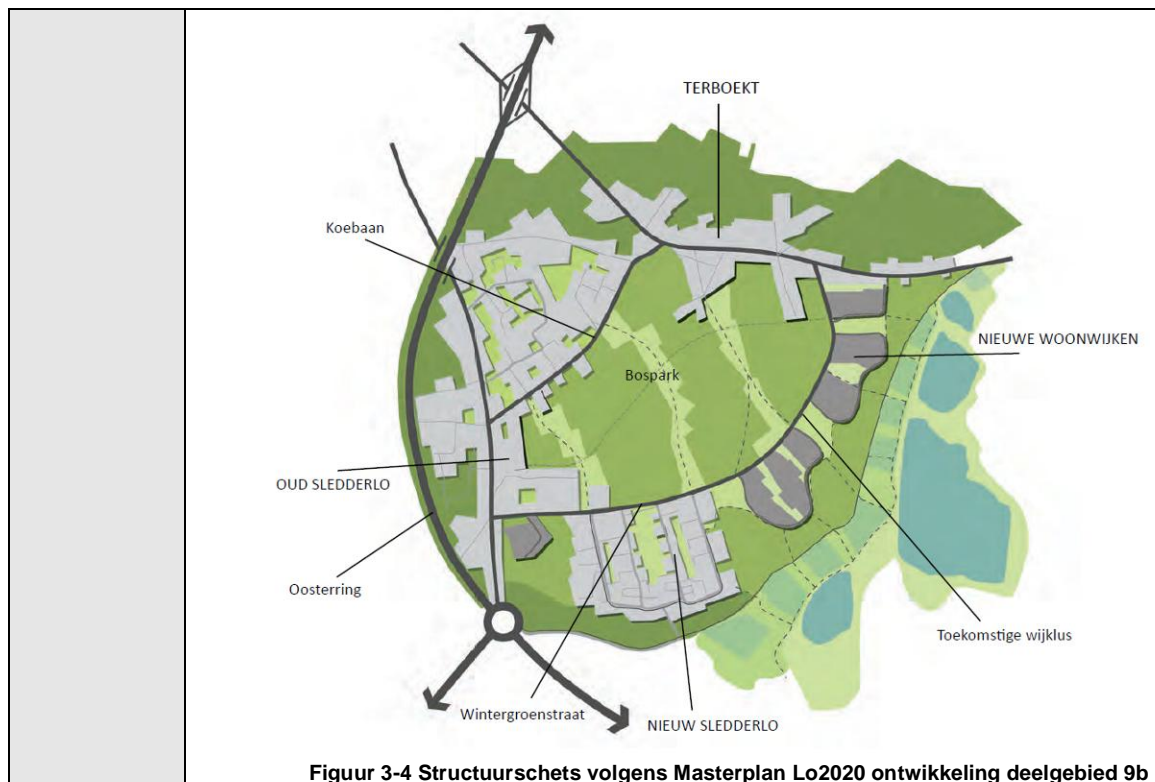 TERBOEKT
Koebaan
NIEUWE WOONWIJKEN
Bospark
OUD SLEDDERLO
Oosterring
Toekomstige wijklus
Wintergroenstraat
NIEUW SLEDDERLO
Figuur 3-4 Structuurschets volgens Masterplan Lo2020 ontwikkeling deelgebied 9b